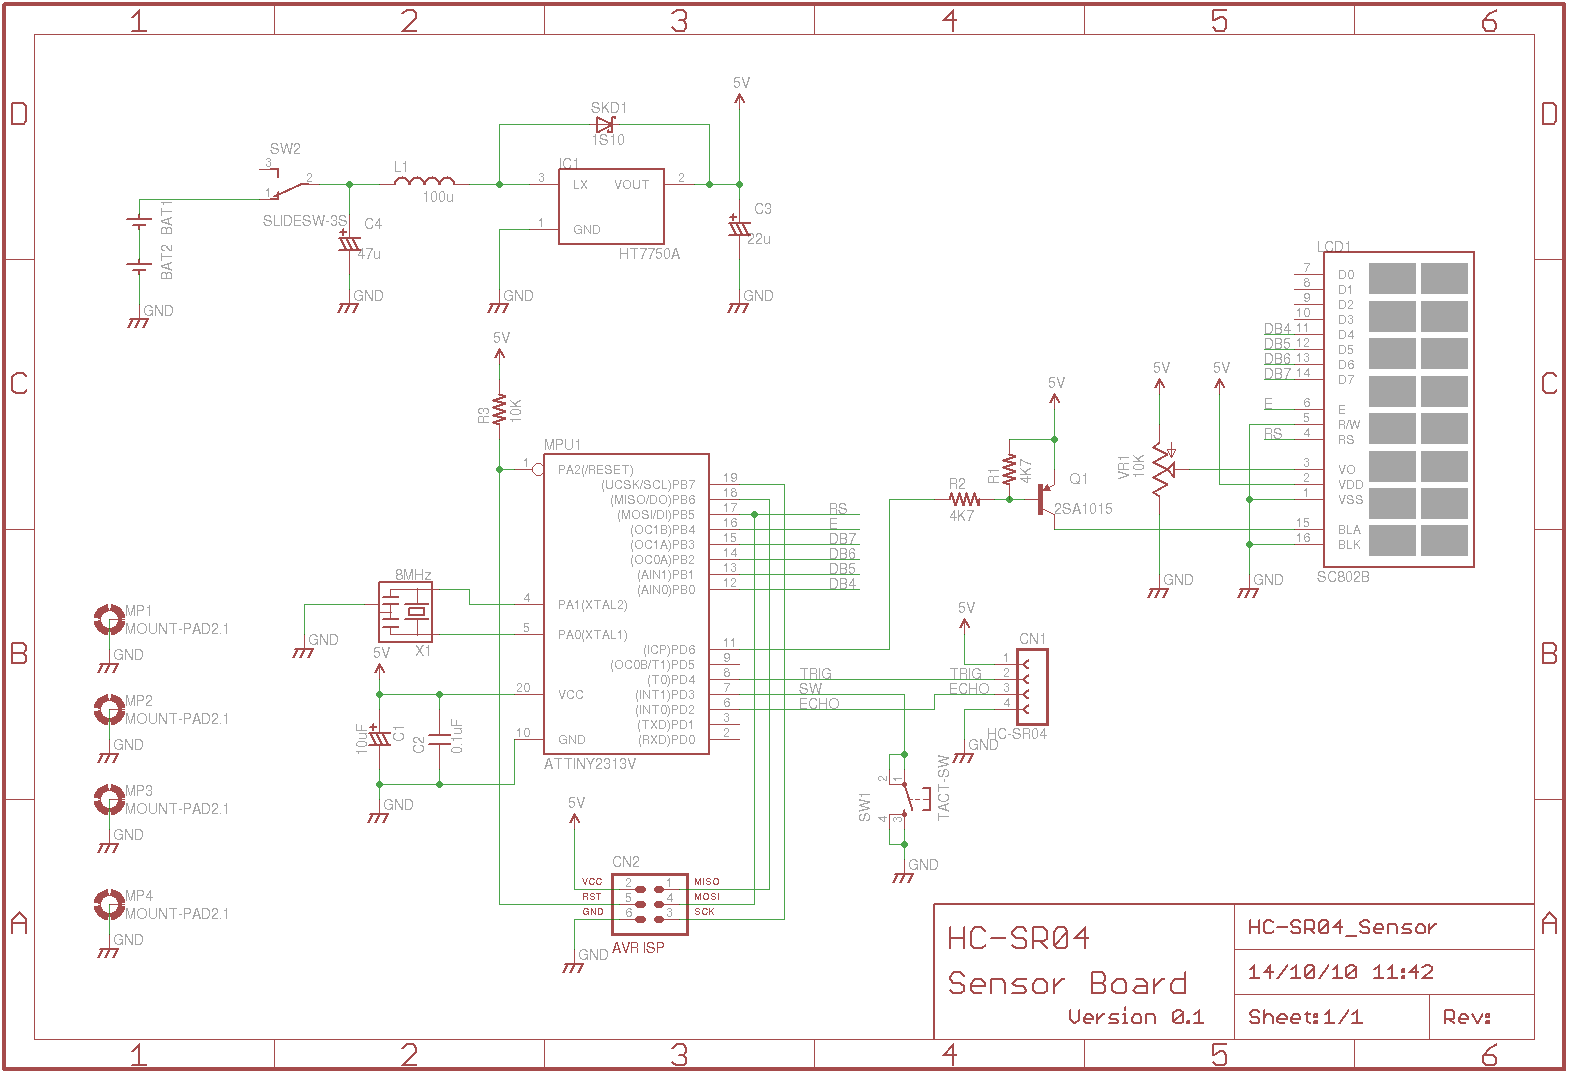 1 2 3 4 5 6
D D
C C
B B
A A
1 2 3 4 5 6
SW2
3
2
1
SLIDESW-3S
BAT1
BAT2
GND
L1
100u
C4
47u
GND
SKD1
1S10
IC1
3 LX VOUT 2
1 GND
HT7750A
GND
5V
C3
22u
GND
5V
R3
10K
MPU1
1 PA2(/RESET)
(UCSK/SCL)PB7 19
(MISO/DO)PB6 18
(MOSI/DI)PB5 17 RS
(OC1B)PB4 16 E
(OC1A)PB3 15 DB7
(OC0A)PB2 14 DB6
(AIN1)PB1 13 DB5
(AIN0)PB0 12 DB4
4 PA1(XTAL2)
5 PA0(XTAL1)
(ICP)PD6 11
(OC0B/T1)PD5 9
(T0)PD4 8 TRIG
(INT1)PD3 7 SW
(INT0)PD2 6 ECHO
(TXD)PD1 3
(RXD)PD0 2
20 VCC
10 GND
ATTINY2313V
8MHz
X1
GND
5V
10uF
C1
C2
0.1uF
GND
5V
CN2
VCC 2 1 MISO
RST 5 4 MOSI
GND 6 3 SCK
AVR ISP
GND
R2
4K7
R1
4K7
5V
Q1
2SA1015
5V
VR1
10K
GND
5V
GND
LCD1
7 D0
8 D1
9 D2
10 D3
DB4 11 D4
DB5 12 D5
DB6 13 D6
DB7 14 D7
E 6 E
5 R/W
RS 4 RS
3 VO
2 VDD
1 VSS
15 BLA
16 BLK
SC802B
5V
CN1
1
TRIG 2
ECHO 3
4
HC-SR04
GND
SW1
2 1
4 3
TACT-SW
GND
MP1
MOUNT-PAD2.1
GND
MP2
MOUNT-PAD2.1
GND
MP3
MOUNT-PAD2.1
GND
MP4
MOUNT-PAD2.1
GND
HC-SR04
Sensor Board
Version 0.1
HC-SR04_Sensor
14/10/10 11:42
Sheet:1/1
Rev: